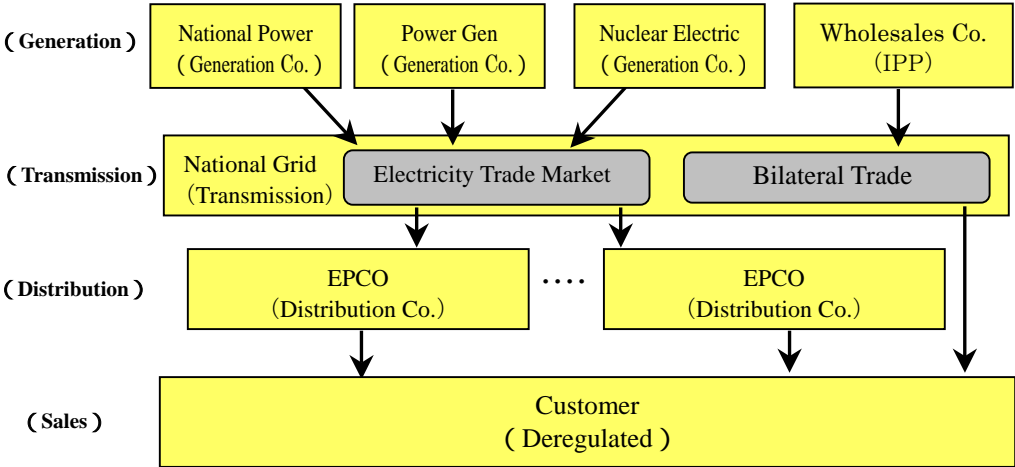 (Generation)
National Power
(Generation Co.)
Power Gen
(Generation Co.)
Nuclear Electric
(Generation Co.)
Wholesales Co.
(IPP)
(Transmission)
National Grid
(Transmission)
Electricity Trade Market
Bilateral Trade
(Distribution)
EPCO
(Distribution Co.)
....
EPCO
(Distribution Co.)
(Sales)
Customer
(Deregulated)